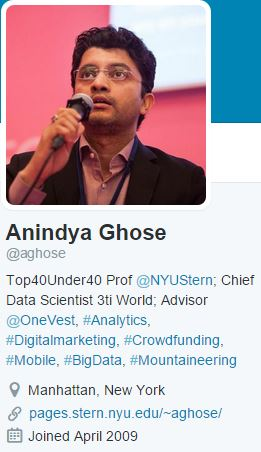 Anindya Ghose
@aghose
Top40Under40 Prof @NYUStern; Chief
Data Scientist 3ti World; Advisor
@OneVest, #Analytics,
#Digitalmarketing, #Crowdfunding,
#Mobile, #BigData, #Mountaineering
Manhattan, New York
pages.stern.nyu.edu/~aghose/
Joined April 2009